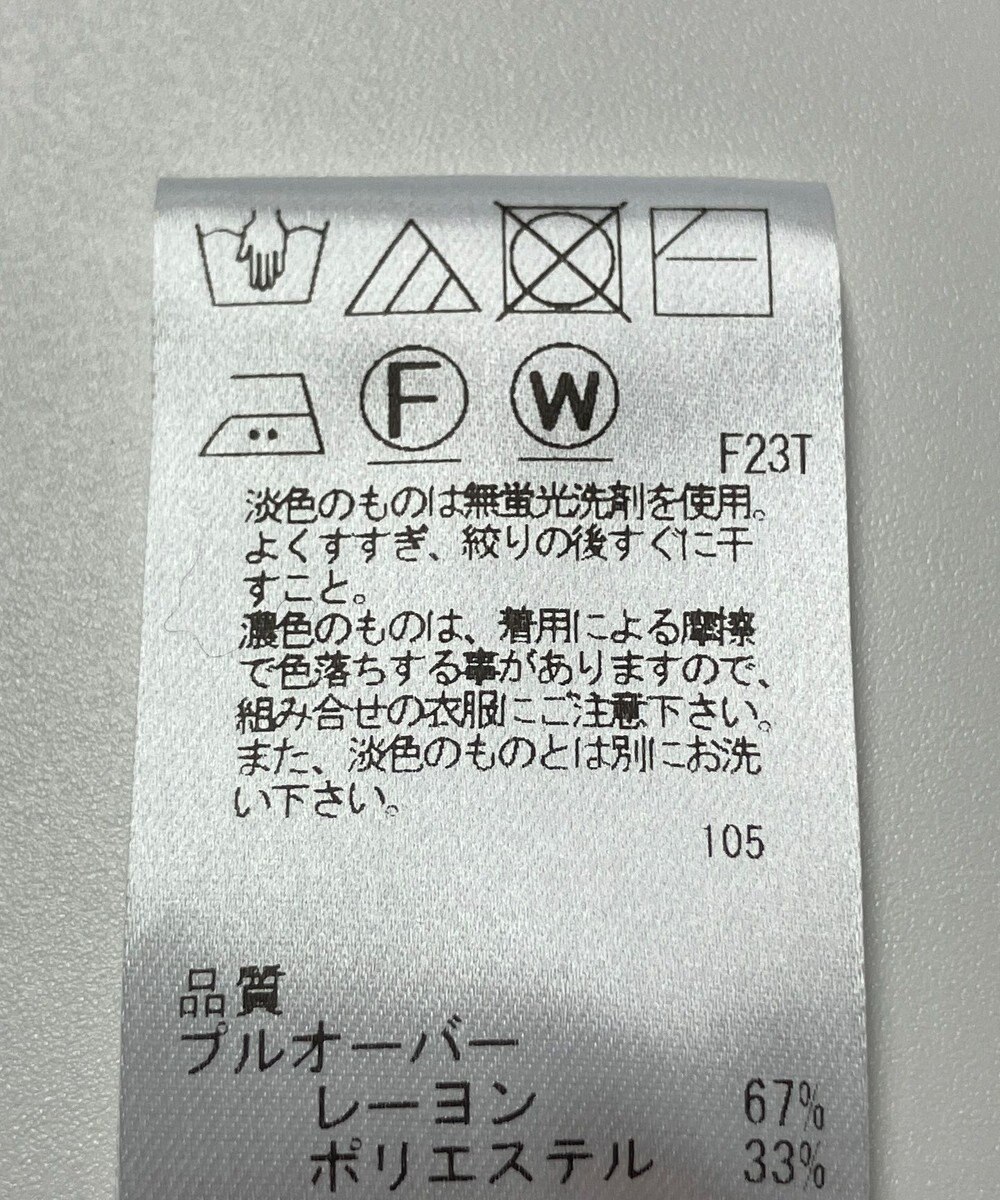 F W
F23T
淡色のものは無蛍光洗剤を使用。
よくすすぎ、絞りの後すぐに干
すこと。
濃色のものは、着用による摩擦
で色落ちする事がありますので、
組み合せの衣服にご注意下さい。
また、淡色のものとは別にお洗
い下さい。
105
品質
プルオーバー
レーヨン 67%
ポリエステル 33%